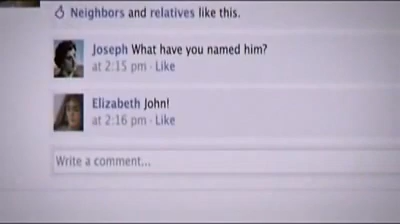 Neighbors and relatives like this.
Joseph What have you named him?
at 2:15 pm · Like
Elizabeth John!
at 2:16 pm · Like
Write a comment...